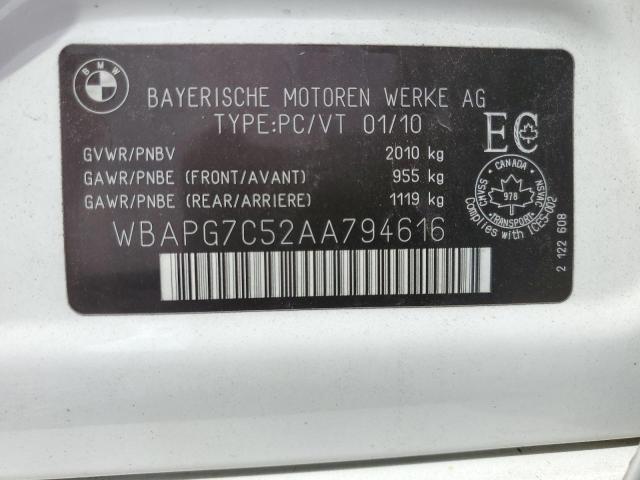 BMW
BAYERISCHE MOTOREN WERKE AG
TYPE:PC/VT 01/10
EC
GVWR/PNBV 2010 kg
GAWR/PNBE (FRONT/AVANT) 955 kg
GAWR/PNBE (REAR/ARRIERE) 1119 kg
CANADA
CMVSS
NSVAC
978
TRANSPORT
Complies with ICES-002
WBAPG7C52AA794616
2 122 608